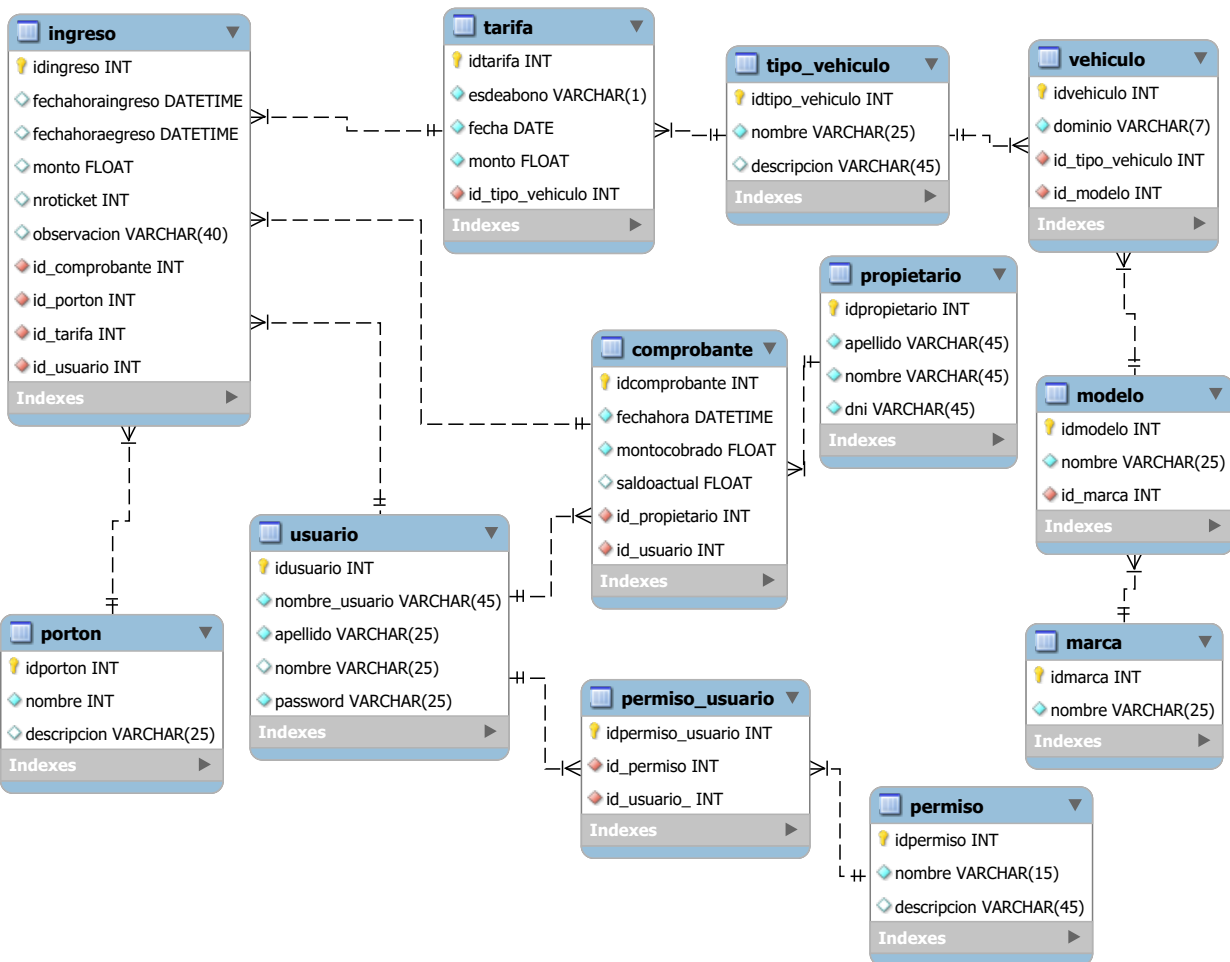 ingreso
idingreso INT
fechahoraingreso DATETIME
fechahoraegreso DATETIME
monto FLOAT
nroticket INT
observacion VARCHAR(40)
id_comprobante INT
id_porton INT
id_tarifa INT
id_usuario INT
Indexes
tarifa
idtarifa INT
esdeabono VARCHAR(1)
fecha DATE
monto FLOAT
id_tipo_vehiculo INT
Indexes
tipo_vehiculo
idtipo_vehiculo INT
nombre VARCHAR(25)
descripcion VARCHAR(45)
Indexes
vehiculo
idvehiculo INT
dominio VARCHAR(7)
id_tipo_vehiculo INT
id_modelo INT
Indexes
propietario
idpropietario INT
apellido VARCHAR(45)
nombre VARCHAR(45)
dni VARCHAR(45)
Indexes
comprobante
idcomprobante INT
fechahora DATETIME
montocobrado FLOAT
saldoactual FLOAT
id_propietario INT
id_usuario INT
Indexes
modelo
idmodelo INT
nombre VARCHAR(25)
id_marca INT
Indexes
usuario
idusuario INT
nombre_usuario VARCHAR(45)
apellido VARCHAR(25)
nombre VARCHAR(25)
password VARCHAR(25)
Indexes
porton
idporton INT
nombre INT
descripcion VARCHAR(25)
Indexes
marca
idmarca INT
nombre VARCHAR(25)
Indexes
permiso_usuario
idpermiso_usuario INT
id_permiso INT
id_usuario_ INT
Indexes
permiso
idpermiso INT
nombre VARCHAR(15)
descripcion VARCHAR(45)
Indexes